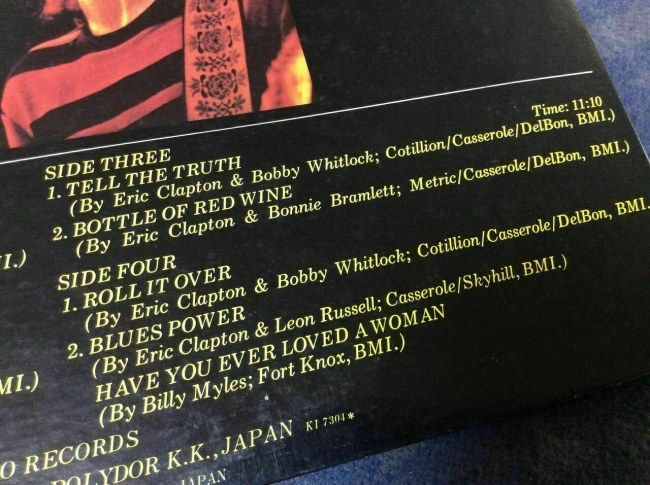 Time: 11:10
SIDE THREE
1. TELL THE TRUTH
(By Eric Clapton & Bobby Whitlock; Cotillion/Casserole/DelBon, BMI.)
2. BOTTLE OF RED WINE
(By Eric Clapton & Bonnie Bramlett; Metric/Casserole/DelBon, BMI.)
I.)
SIDE FOUR
1. ROLL IT OVER
(By Eric Clapton & Bobby Whitlock; Cotillion/Casserole/DelBon, BMI.
2. BLUES POWER
(By Eric Clapton & Leon Russell; Casserole/Skyhill, BMI.)
MI.)
HAVE YOU EVER LOVED A WOMAN
(By Billy Myles; Fort Knox, BMI.)
O RECORDS
POLYDOR K.K., JAPAN KI 7304*
JAPAN